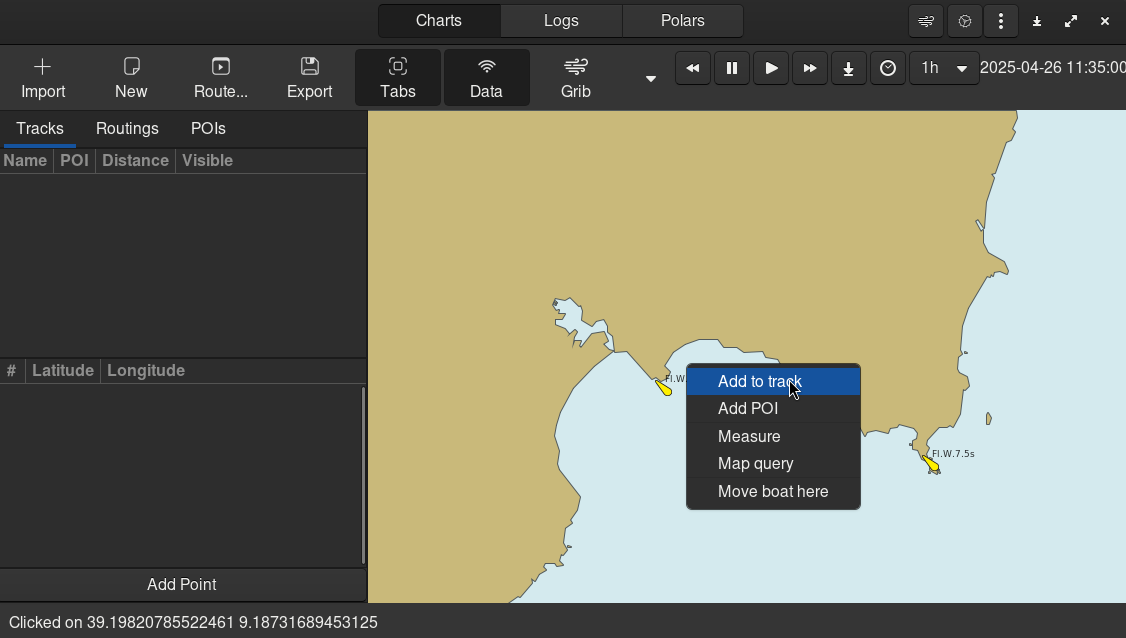 Charts Logs Polars
Import New Route... Export Tabs Data Grib 1h 2025-04-26 11:35:00
Tracks Routings POIs
Name POI Distance Visible
# Latitude Longitude
Add Point
Fl.W.
Add to track
Add POI
Measure
Map query
Move boat here
Fl.W.7.5s
Clicked on 39.19820785522461 9.18731689453125